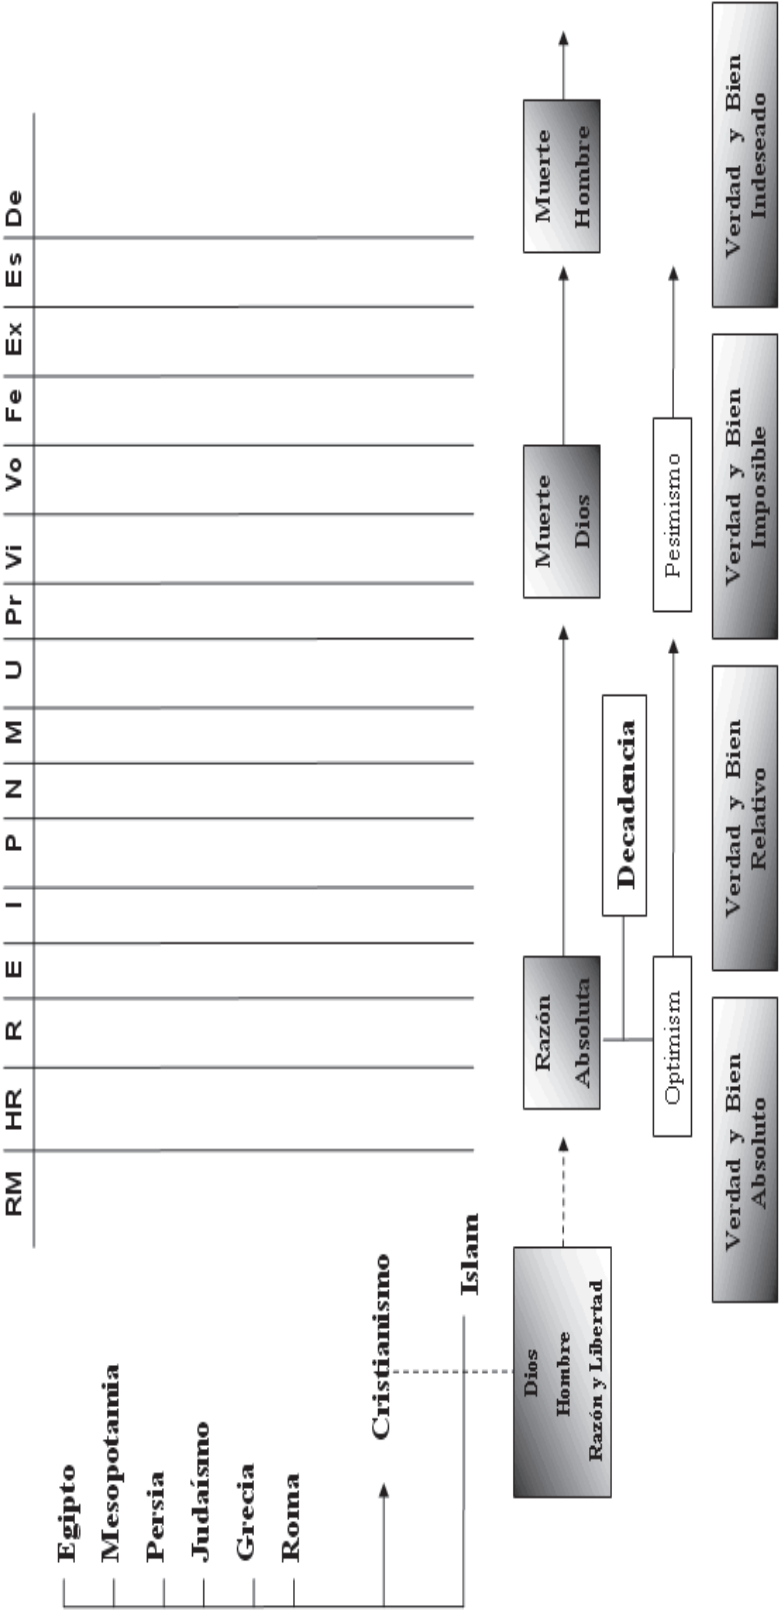 RM HR R E I P N M U Pr Vi Vo Fe Ex Es De
Egipto
Mesopotamia
Persia
Judaísmo
Grecia
Roma
Cristianismo
Islam
Dios
Hombre
Razón y Libertad
Razón
Absoluta
Muerte
Dios
Muerte
Hombre
Decadencia
Optimism
Pesimismo
Verdad y Bien
Absoluto
Verdad y Bien
Relativo
Verdad y Bien
Imposible
Verdad y Bien
Indeseado